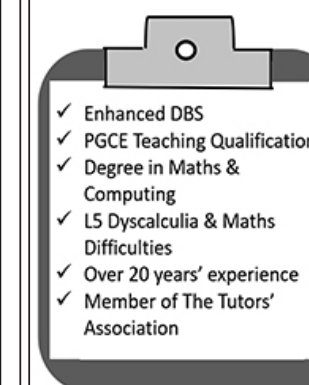 ✓ Enhanced DBS
✓ PGCE Teaching Qualification
✓ Degree in Maths &
Computing
✓ L5 Dyscalculia & Maths
Difficulties
✓ Over 20 years' experience
✓ Member of The Tutors'
Association